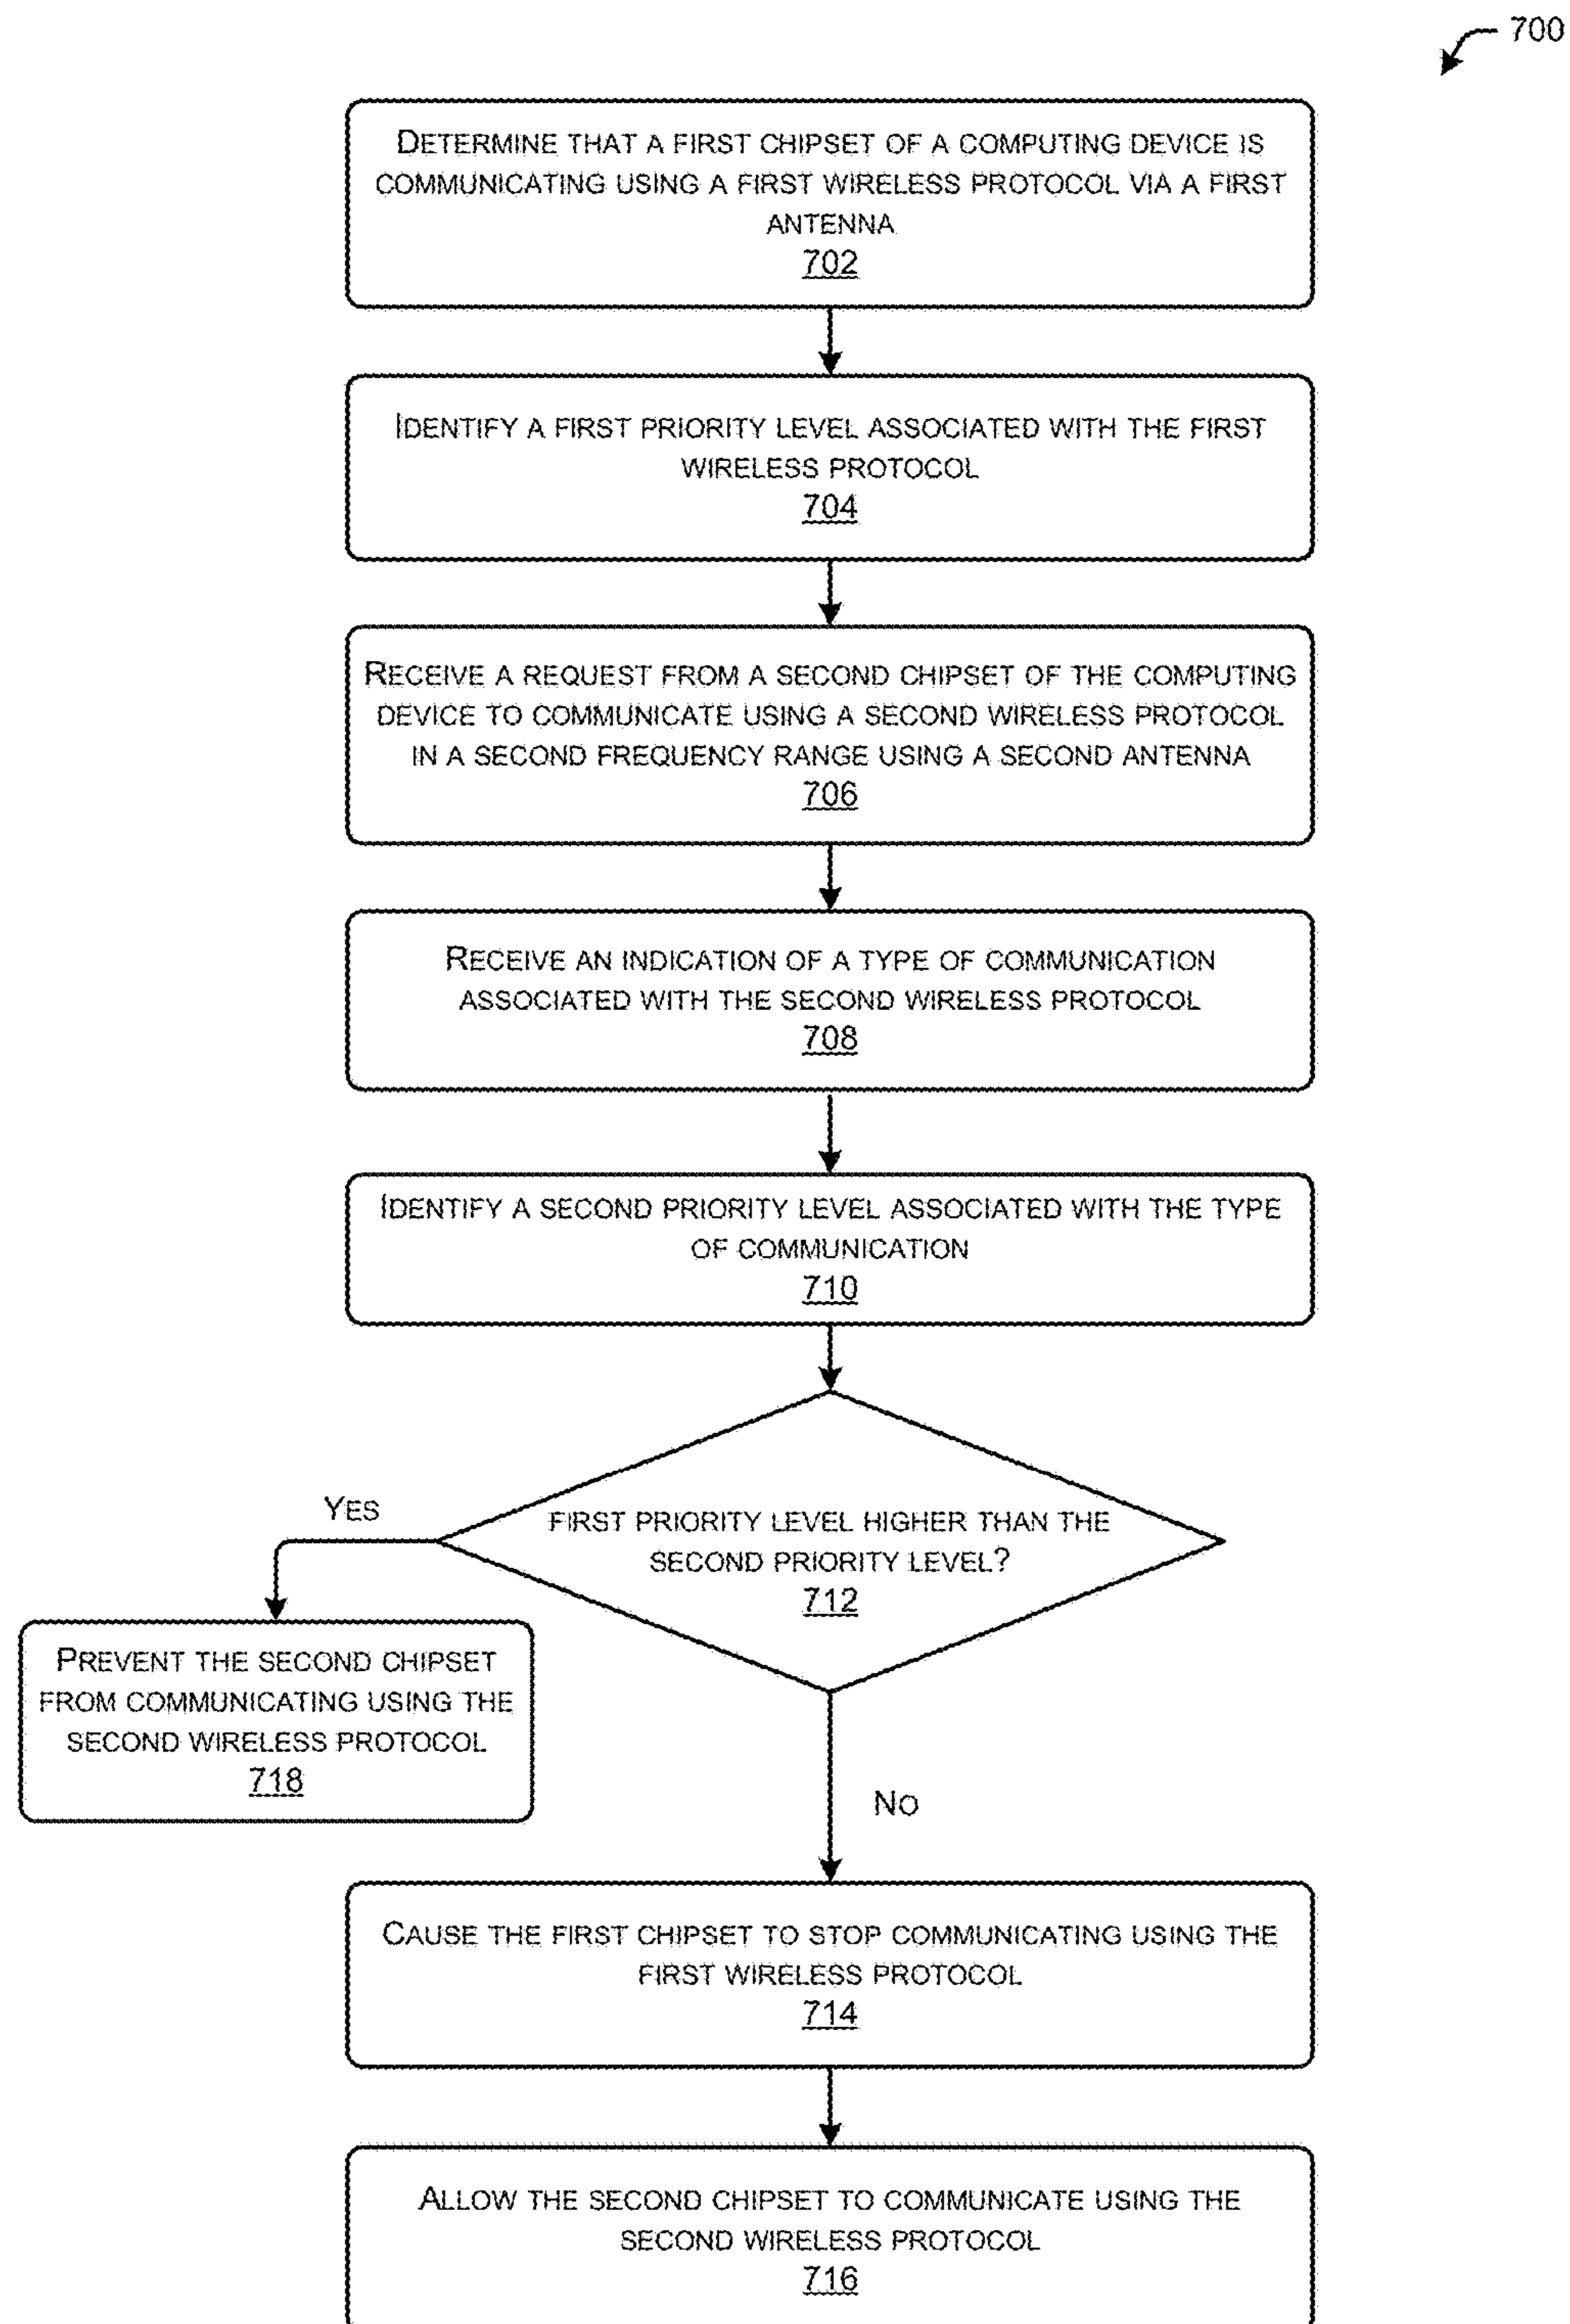 700
DETERMINE THAT A FIRST CHIPSET OF A COMPUTING DEVICE IS
COMMUNICATING USING A FIRST WIRELESS PROTOCOL VIA A FIRST
ANTENNA
702
IDENTIFY A FIRST PRIORITY LEVEL ASSOCIATED WITH THE FIRST
WIRELESS PROTOCOL
704
RECEIVE A REQUEST FROM A SECOND CHIPSET OF THE COMPUTING
DEVICE TO COMMUNICATE USING A SECOND WIRELESS PROTOCOL
IN A SECOND FREQUENCY RANGE USING A SECOND ANTENNA
706
RECEIVE AN INDICATION OF A TYPE OF COMMUNICATION
ASSOCIATED WITH THE SECOND WIRELESS PROTOCOL
708
IDENTIFY A SECOND PRIORITY LEVEL ASSOCIATED WITH THE TYPE
OF COMMUNICATION
710
FIRST PRIORITY LEVEL HIGHER THAN THE
SECOND PRIORITY LEVEL?
712
YES
PREVENT THE SECOND CHIPSET
FROM COMMUNICATING USING THE
SECOND WIRELESS PROTOCOL
718
NO
CAUSE THE FIRST CHIPSET TO STOP COMMUNICATING USING THE
FIRST WIRELESS PROTOCOL
714
ALLOW THE SECOND CHIPSET TO COMMUNICATE USING THE
SECOND WIRELESS PROTOCOL
716